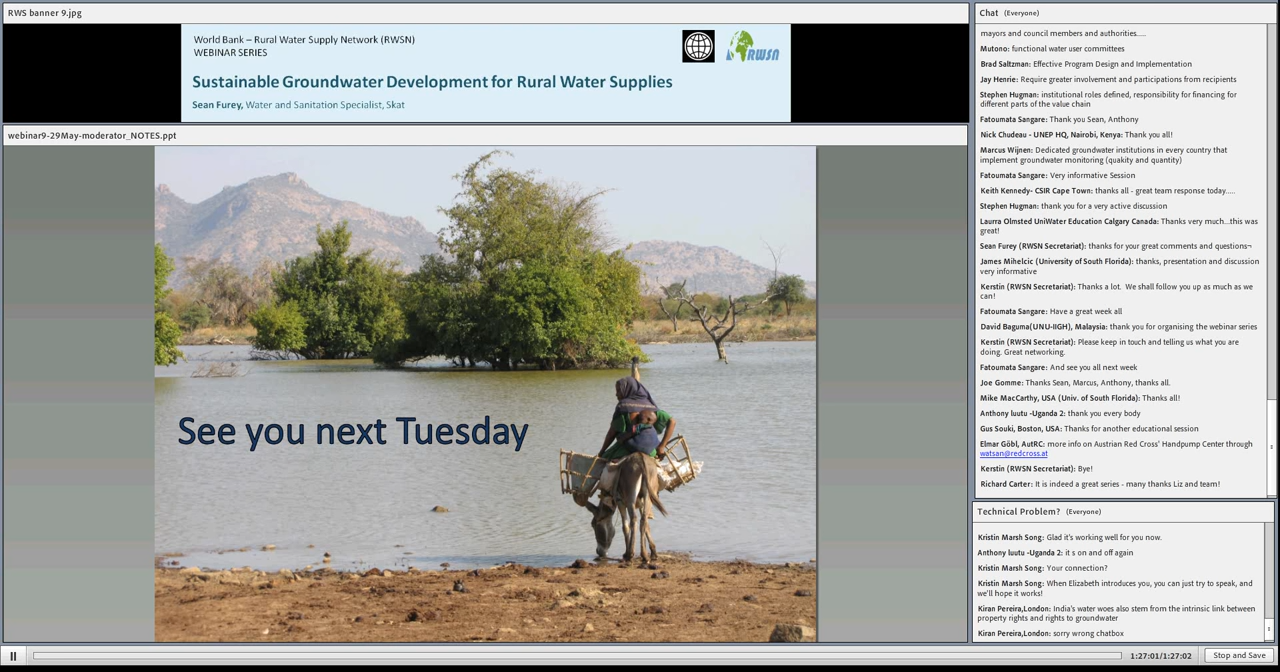 RWS banner 9.jpg
World Bank – Rural Water Supply Network (RWSN)
WEBINAR SERIES
RWSN
Sustainable Groundwater Development for Rural Water Supplies
Sean Furey, Water and Sanitation Specialist, Skat
webinar9-29May-moderator_NOTES.ppt
See you next Tuesday
Chat (Everyone)
mayors and council members and authorities.....
Mutono: functional water user committees
Brad Saltzman: Effective Program Design and Implementation
Jay Henrie: Require greater involvement and participations from recipients
Stephen Hugman: institutional roles defined, responsibility for financing for
different parts of the value chain
Fatoumata Sangare: Thank you Sean, Anthony
Nick Chudeau - UNEP HQ, Nairobi, Kenya: Thank you all!
Marcus Wijnen: Dedicated groundwater institutions in every country that
implement groundwater monitoring (quakity and quantity)
Fatoumata Sangare: Very informative Session
Keith Kennedy- CSIR Cape Town: thanks all - great team response today.....
Stephen Hugman: thank you for a very active discussion
Laurra Olmsted UniWater Education Calgary Canada: Thanks very much...this was
great!
Sean Furey (RWSN Secretariat): thanks for your great comments and questions¬
James Mihelcic (University of South Florida): thanks, presentation and discussion
very informative
Kerstin (RWSN Secretariat): Thanks a lot. We shall follow you up as much as we
can!
Fatoumata Sangare: Have a great week all
David Baguma(UNU-IIGH), Malaysia: thank you for organising the webinar series
Kerstin (RWSN Secretariat): Please keep in touch and telling us what you are
doing. Great networking.
Fatoumata Sangare: And see you all next week
Joe Gomme: Thanks Sean, Marcus, Anthony, thanks all.
Mike MacCarthy, USA (Univ. of South Florida): Thanks all!
Anthony luutu -Uganda 2: thank you every body
Gus Souki, Boston, USA: Thanks for another educational session
Elmar Göbl, AutRC: more info on Austrian Red Cross' Handpump Center through
watsan@redcross.at
Kerstin (RWSN Secretariat): Bye!
Richard Carter: It is indeed a great series - many thanks Liz and team!
Technical Problem? (Everyone)
Kristin Marsh Song: Glad it's working well for you now.
Anthony luutu -Uganda 2: it s on and off again
Kristin Marsh Song: Your connection?
Kristin Marsh Song: When Elizabeth introduces you, you can just try to speak, and
we'll hope it works!
Kiran Pereira,London: India's water woes also stem from the intrinsic link between
property rights and rights to groundwater
Kiran Pereira,London: sorry wrong chatbox
1:27:01/1:27:02
Stop and Save